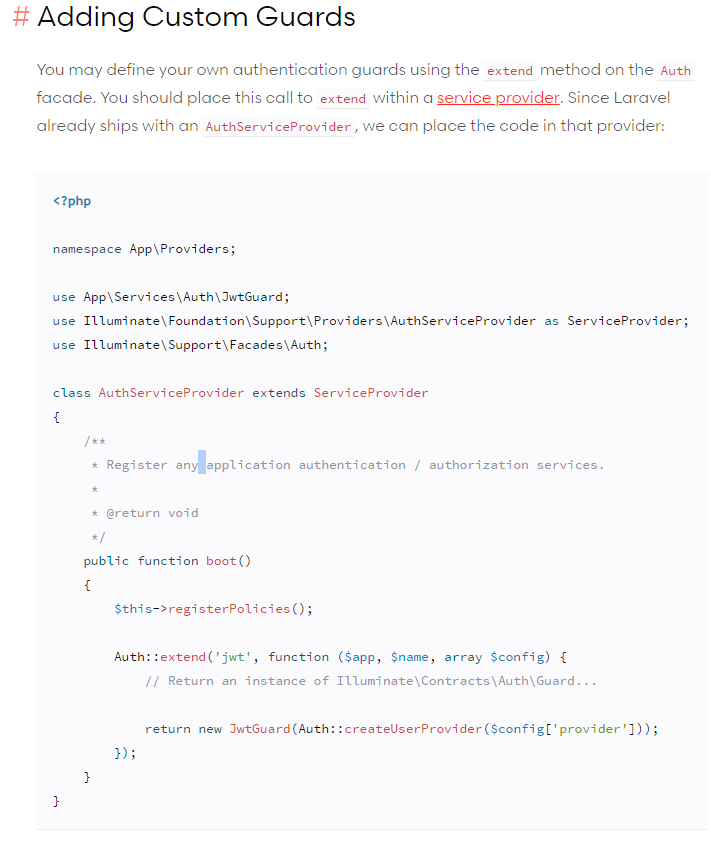 # Adding Custom Guards
You may define your own authentication guards using the extend method on the Auth
facade. You should place this call to extend within a service provider. Since Laravel
already ships with an AuthServiceProvider, we can place the code in that provider:
<?php
namespace App\Providers;
use App\Services\Auth\JwtGuard;
use Illuminate\Foundation\Support\Providers\AuthServiceProvider as ServiceProvider;
use Illuminate\Support\Facades\Auth;
class AuthServiceProvider extends ServiceProvider
{
    /**
     * Register any application authentication / authorization services.
     *
     * @return void
     */
    public function boot()
    {
        $this->registerPolicies();
        Auth::extend('jwt', function ($app, $name, array $config) {
            // Return an instance of Illuminate\Contracts\Auth\Guard...
            return new JwtGuard(Auth::createUserProvider($config['provider']));
        });
    }
}